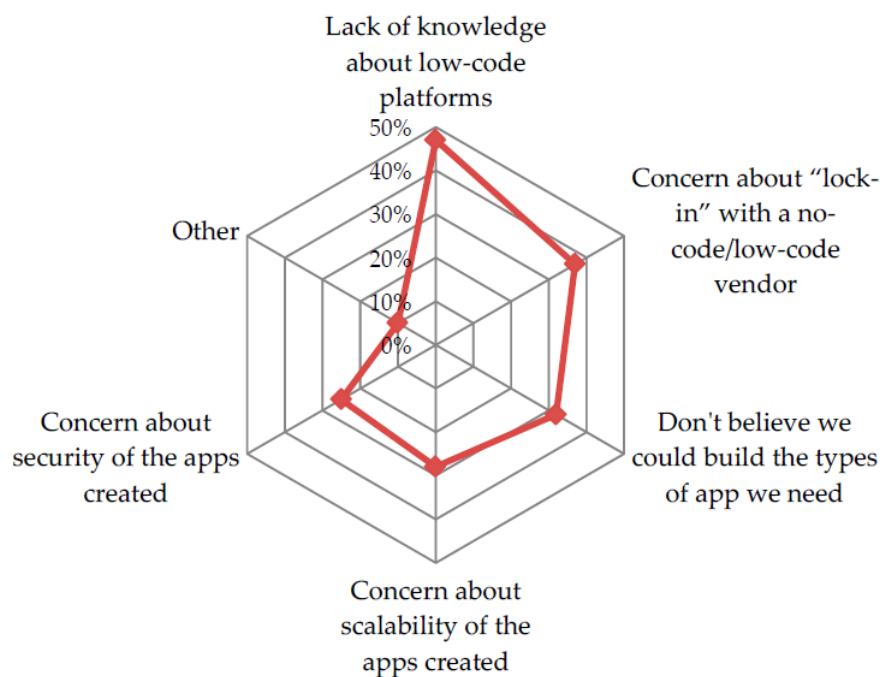 Lack of knowledge
about low-code
platforms
50%
40%
30%
20%
10%
0%
Concern about “lock-
in” with a no-
code/low-code
vendor
Don't believe we
could build the types
of app we need
Concern about
scalability of the
apps created
Concern about
security of the apps
created
Other